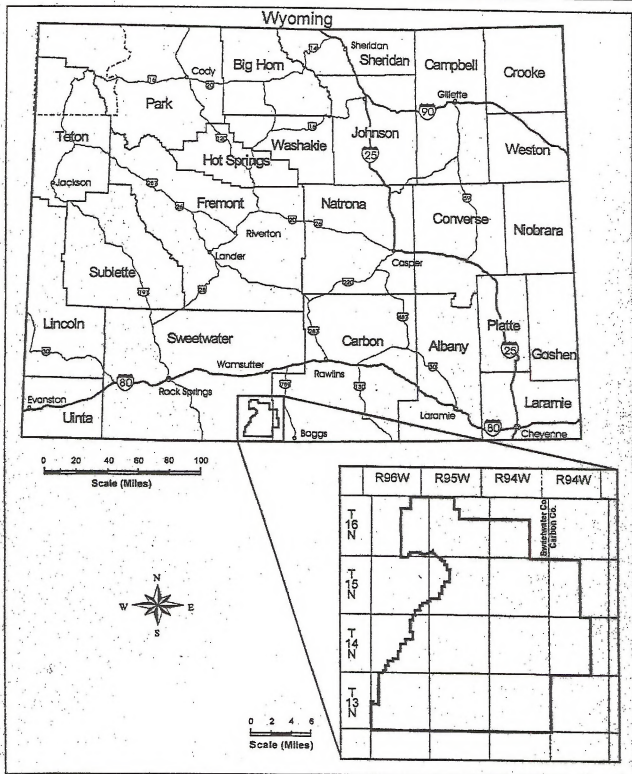 Wyoming
Sheridan
Cody
Big Horn
Sheridan
Campbell
Crooke
Gillette
Park
90
Teton
Washakie
Johnson
Hot Springs
25
Weston
Jackson
Fremont
Natrona
Converse
Niobrara
Riverton
Lander
Casper
Sublette
Lincoln
Sweetwater
Carbon
Albany
Platte
25
Goshen
Wamsutter
Rawlins
80
Rock Springs
Evanston
Uinta
Laramie
Laramie
80
Cheyenne
Baggs
0 20 40 60 80 100
Scale (Miles)
R96W R95W R94W R94W
T
16
N
Sweetwater Co.
Carbon Co.
T
15
N
T
14
N
T
13
N
N
W E
S
0 2 4 6
Scale (Miles)